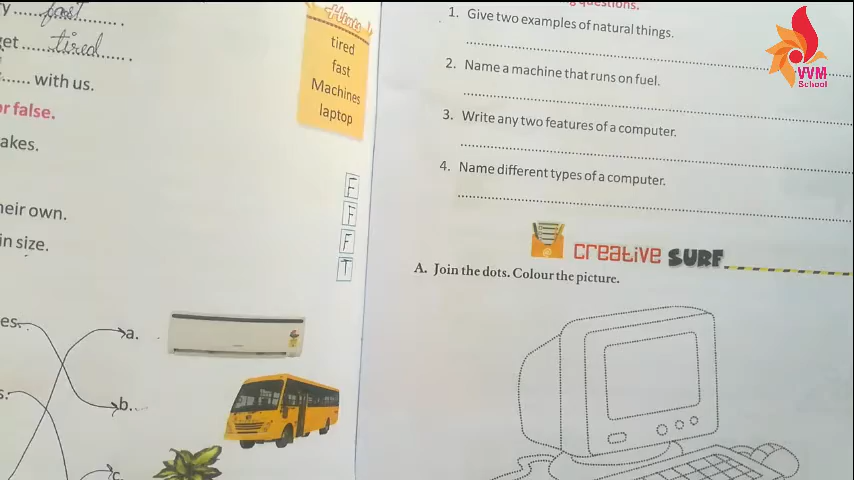 y ....fast..........
get ....tired.......
...... with us.
or false.
akes.
heir own.
in size.
Hints
tired
fast
Machines
laptop
F
F
F
T
es.
a.
s.
b.
c.
questions.
1. Give two examples of natural things.
2. Name a machine that runs on fuel.
3. Write any two features of a computer.
4. Name different types of a computer.
creative SURF
A. Join the dots. Colour the picture.
VVM
School